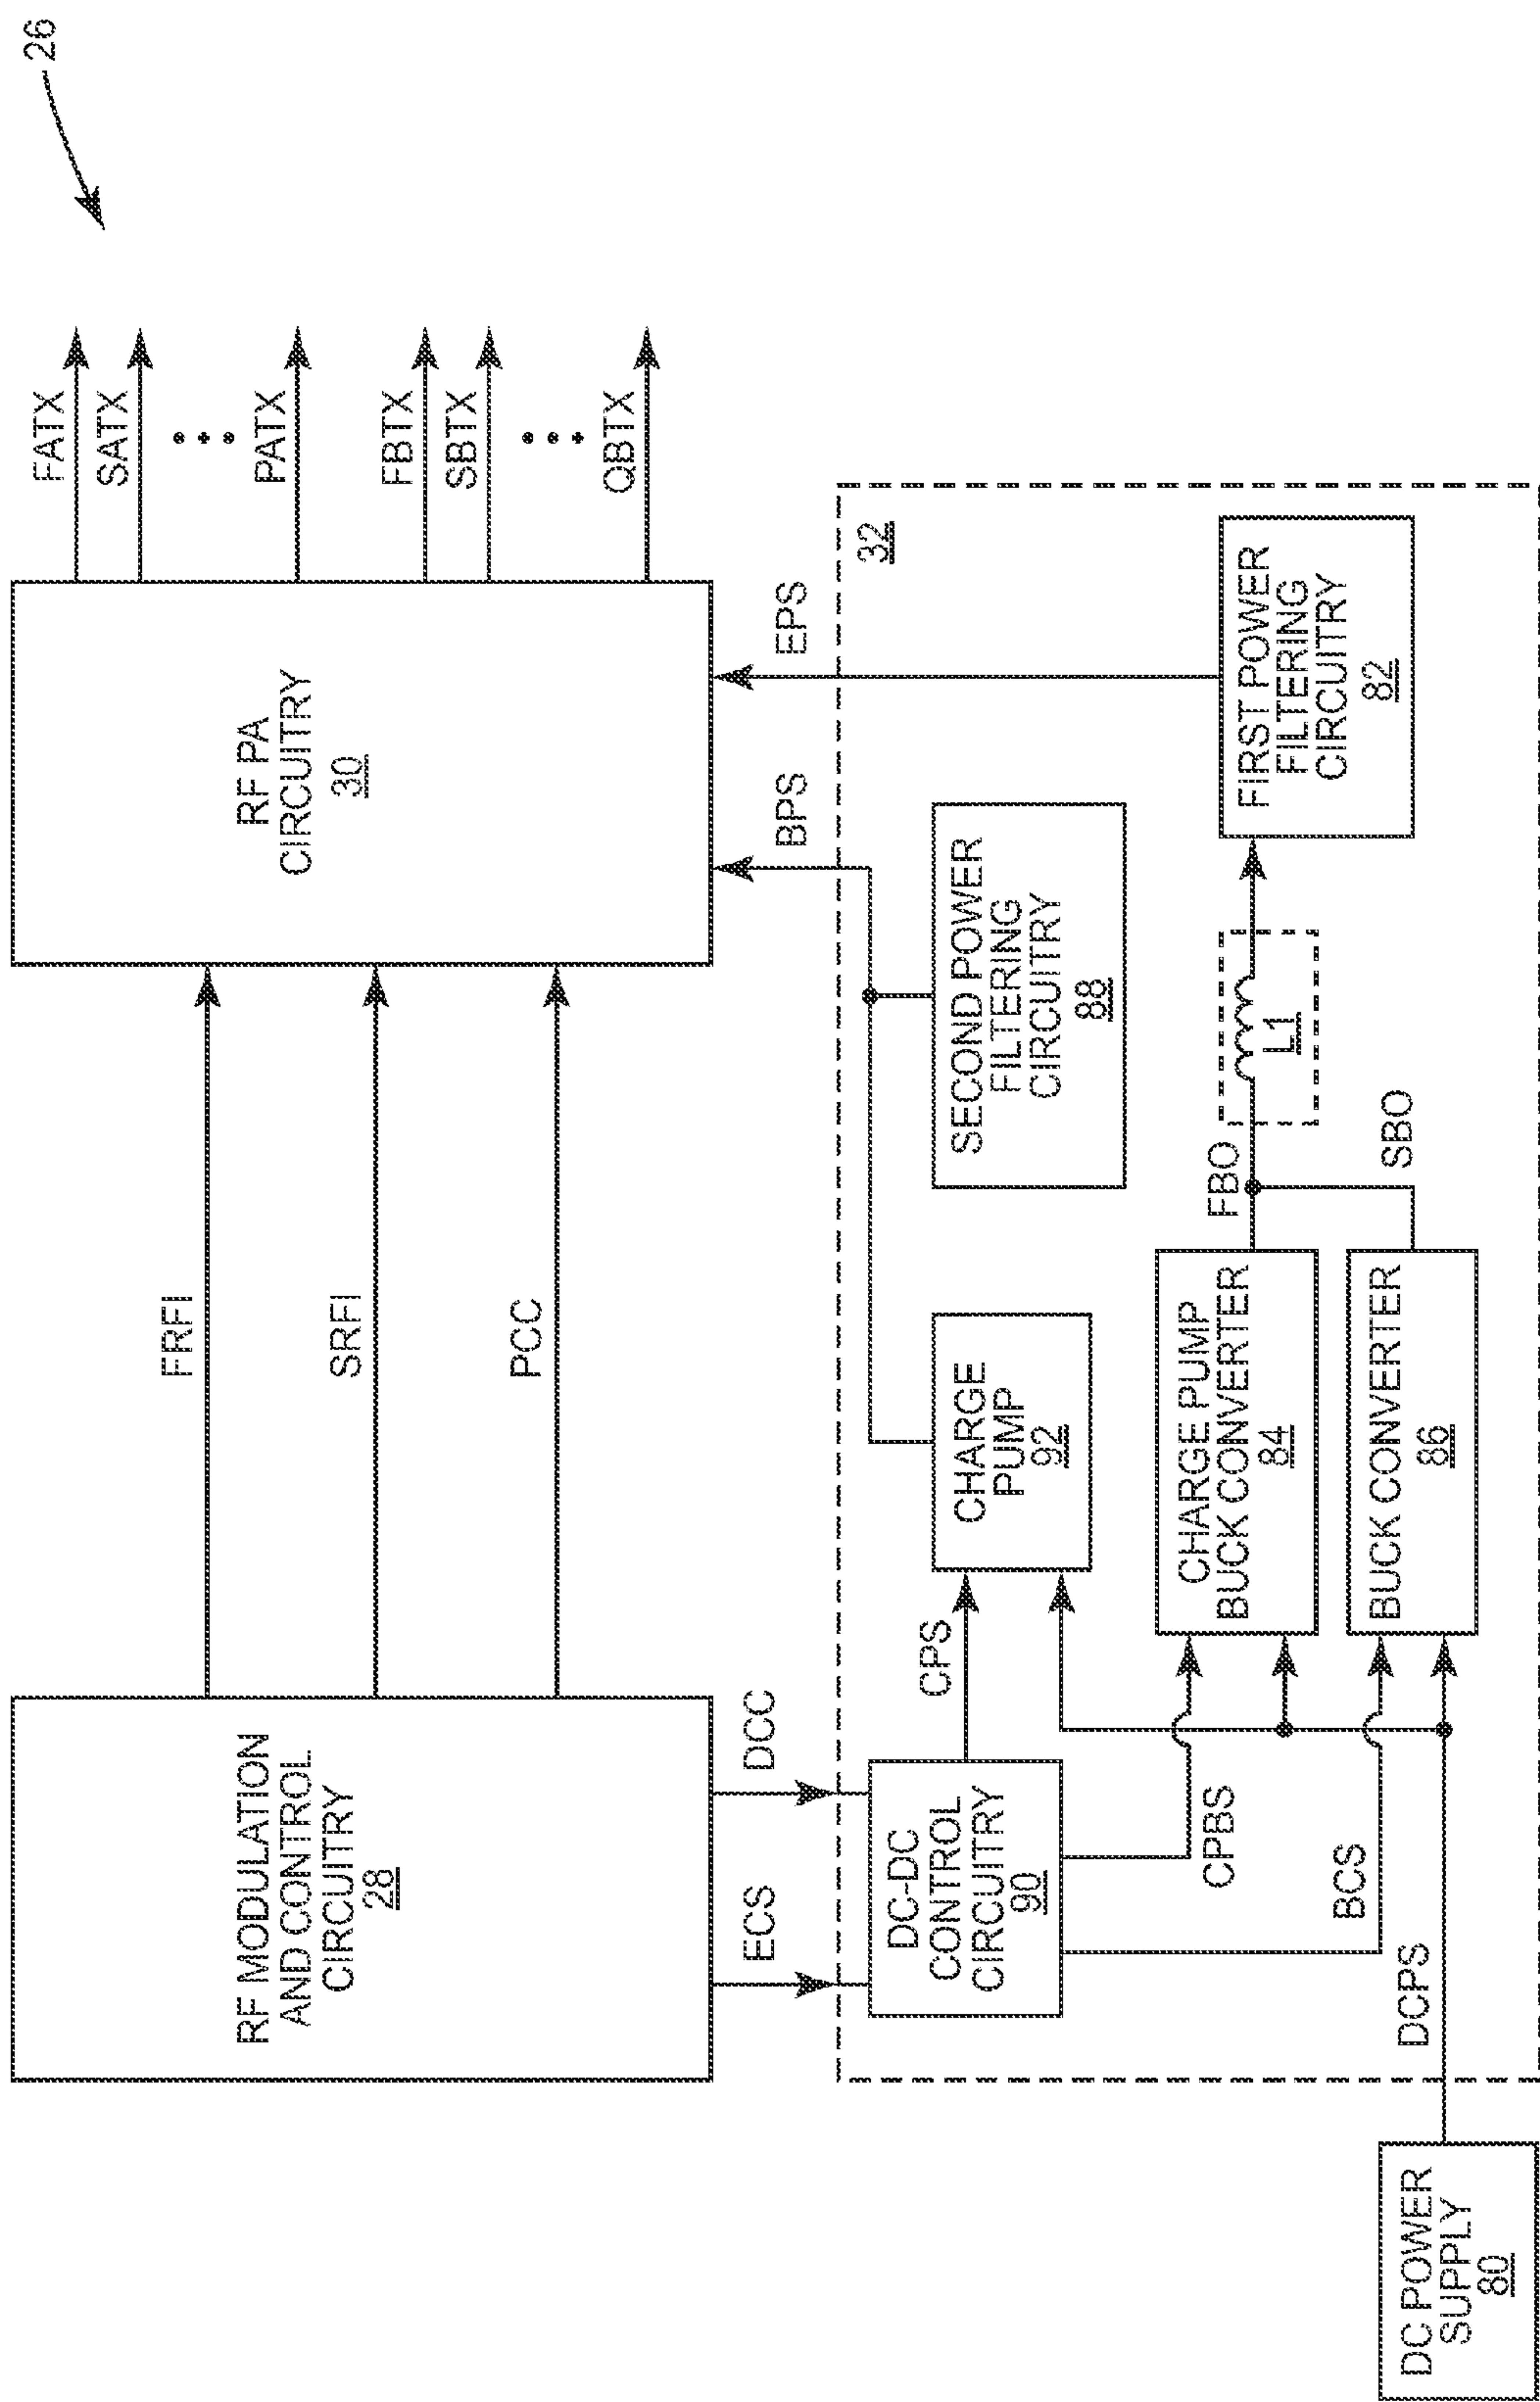 26
FATX
SATX
PATX
FBTX
SBTX
QBTX
RF MODULATION
AND CONTROL
CIRCUITRY
28
FRFI
SRFI
PCC
RF PA
CIRCUITRY
30
ECS
DCC
BPS
EPS
32
DC-DC
CONTROL
CIRCUITRY
90
CPS
CHARGE
PUMP
92
SECOND POWER
FILTERING
CIRCUITRY
88
CPBS
BCS
CHARGE PUMP
BUCK CONVERTER
84
FBO
L1
FIRST POWER
FILTERING
CIRCUITRY
82
BUCK CONVERTER
86
SBO
DCPS
DC POWER
SUPPLY
80